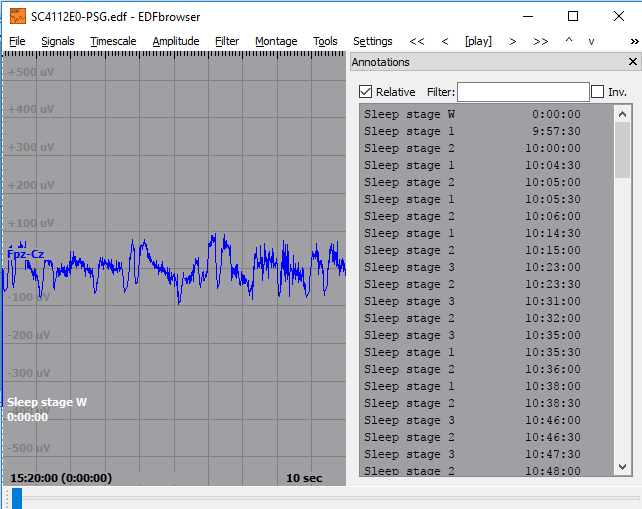 SC4112E0-PSG.edf - EDFbrowser
File Signals Timescale Amplitude Filter Montage Tools Settings << < [play] > >> ^ v »
Annotations
Relative Filter: Inv.
+500 uV
+400 uV
+300 uV
+200 uV
+100 uV
Fpz-Cz
-100 uV
-200 uV
-300 uV
-400 uV
Sleep stage W
0:00:00
-500 uV
15:20:00 (0:00:00) 10 sec
Sleep stage W 0:00:00
Sleep stage 1 9:57:30
Sleep stage 2 10:00:00
Sleep stage 1 10:04:30
Sleep stage 2 10:05:00
Sleep stage 1 10:05:30
Sleep stage 2 10:06:00
Sleep stage 1 10:14:30
Sleep stage 2 10:15:00
Sleep stage 2 10:23:00
Sleep stage 2 10:23:30
Sleep stage 3 10:31:00
Sleep stage 2 10:32:00
Sleep stage 3 10:35:00
Sleep stage 1 10:35:30
Sleep stage 2 10:36:00
Sleep stage 1 10:38:00
Sleep stage 2 10:38:30
Sleep stage 3 10:46:00
Sleep stage 2 10:46:30
Sleep stage 3 10:47:30
Sleep stage 2 10:48:00